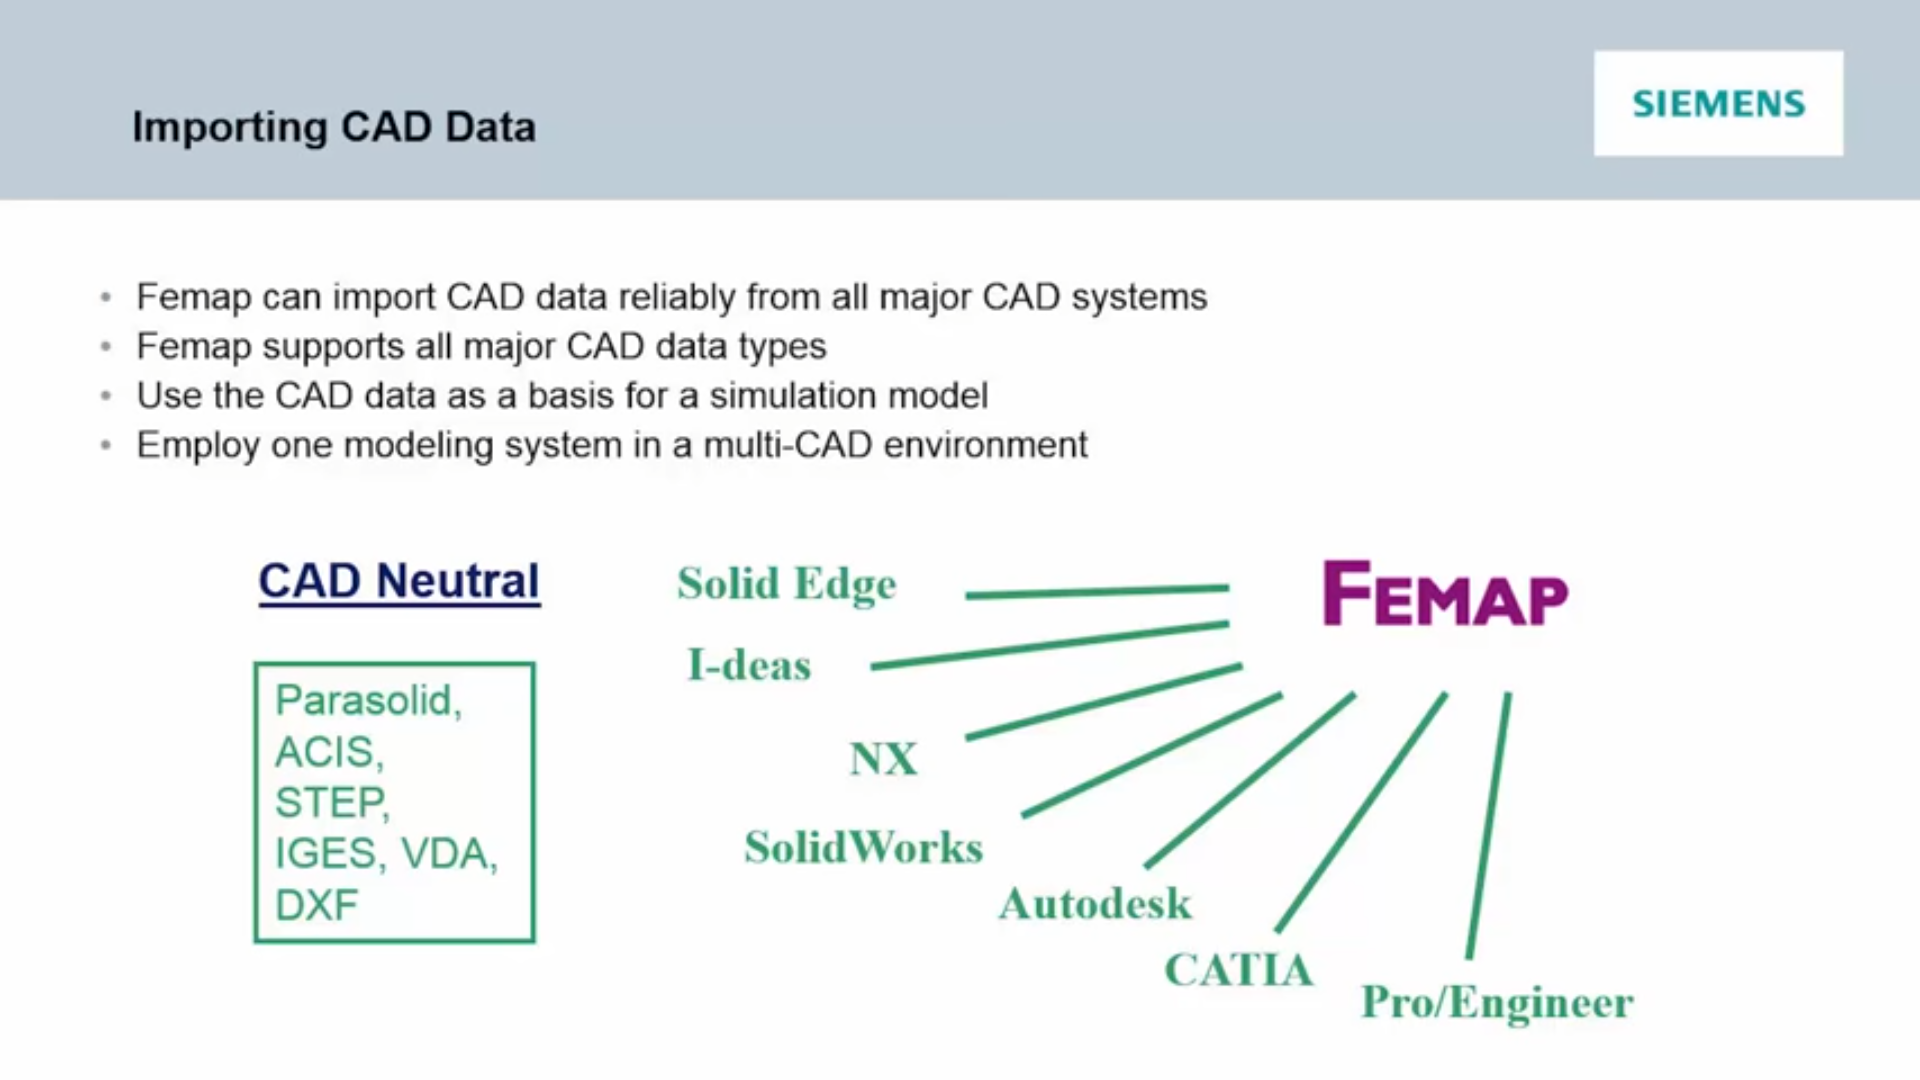 Importing CAD Data
SIEMENS
• Femap can import CAD data reliably from all major CAD systems
• Femap supports all major CAD data types
• Use the CAD data as a basis for a simulation model
• Employ one modeling system in a multi-CAD environment
CAD Neutral
Parasolid,
ACIS,
STEP,
IGES, VDA,
DXF
Solid Edge
FEMAP
I-deas
NX
SolidWorks
Autodesk
CATIA
Pro/Engineer